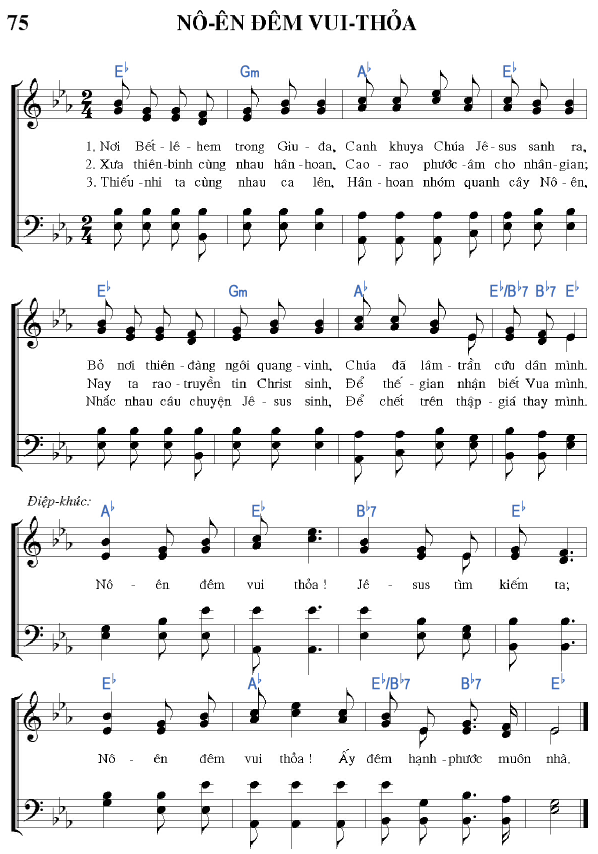 75 NÔ-ÊN ĐÊM VUI-THỎA
E♭ Gm A♭ E♭
2/4
1. Nơi Bết-lê-hem trong Giu-đa, Canh khuya Chúa Jê-sus sanh ra,
2. Xưa thiên-binh cùng nhau hân-hoan, Cao-rao phước-âm cho nhân-gian;
3. Thiếu-nhi ta cùng nhau ca lên, Hân-hoan nhóm quanh cây Nô-ên,
2/4
E♭ Gm A♭ E♭/B♭7 B♭7 E♭
Bỏ nơi thiên-đàng ngôi quang-vinh, Chúa đã lâm-trần cứu dân mình.
Nay ta rao-truyền tin Christ sinh, Để thế-gian nhận biết Vua mình.
Nhắc nhau câu chuyện Jê-sus sinh, Để chết trên thập-giá thay mình.
Điệp-khúc:
A♭ E♭ B♭7 E♭
Nô-ên đêm vui thỏa! Jê-sus tìm kiếm ta;
E♭ A♭ E♭/B♭7 B♭7 E♭
Nô-ên đêm vui thỏa! Ấy đêm hạnh-phước muôn nhà.